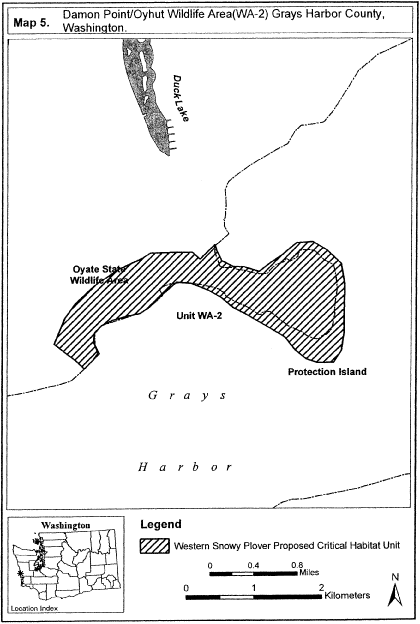 Map 5.
Damon Point/Oyhut Wildlife Area(WA-2) Grays Harbor County,
Washington.
Duck Lake
Oyate State
Wildlife Area
Unit WA-2
Protection Island
Grays
Harbor
Washington
Location Index
Legend
Western Snowy Plover Proposed Critical Habitat Unit
0 0.4 0.8
Miles
0 1 2
Kilometers
N